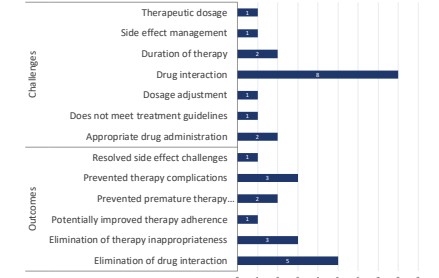 Challenges
Therapeutic dosage 1
Side effect management 1
Duration of therapy 2
Drug interaction 8
Dosage adjustment 1
Does not meet treatment guidelines 1
Appropriate drug administration 2
Outcomes
Resolved side effect challenges 1
Prevented therapy complications 3
Prevented premature therapy... 2
Potentially improved therapy adherence 1
Elimination of therapy inappropriateness 3
Elimination of drug interaction 5